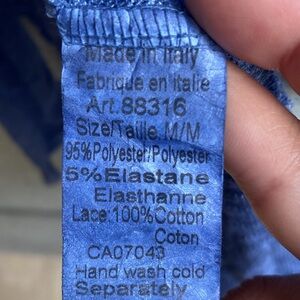 Made in Italy
Fabriqué en Italie
Art.88316
Size/Taille M/M
95%Polyester/Polyester
5%Elastane
Elasthanne
Lace:100%Cotton
Coton
CA07043
Hand wash cold
Separately